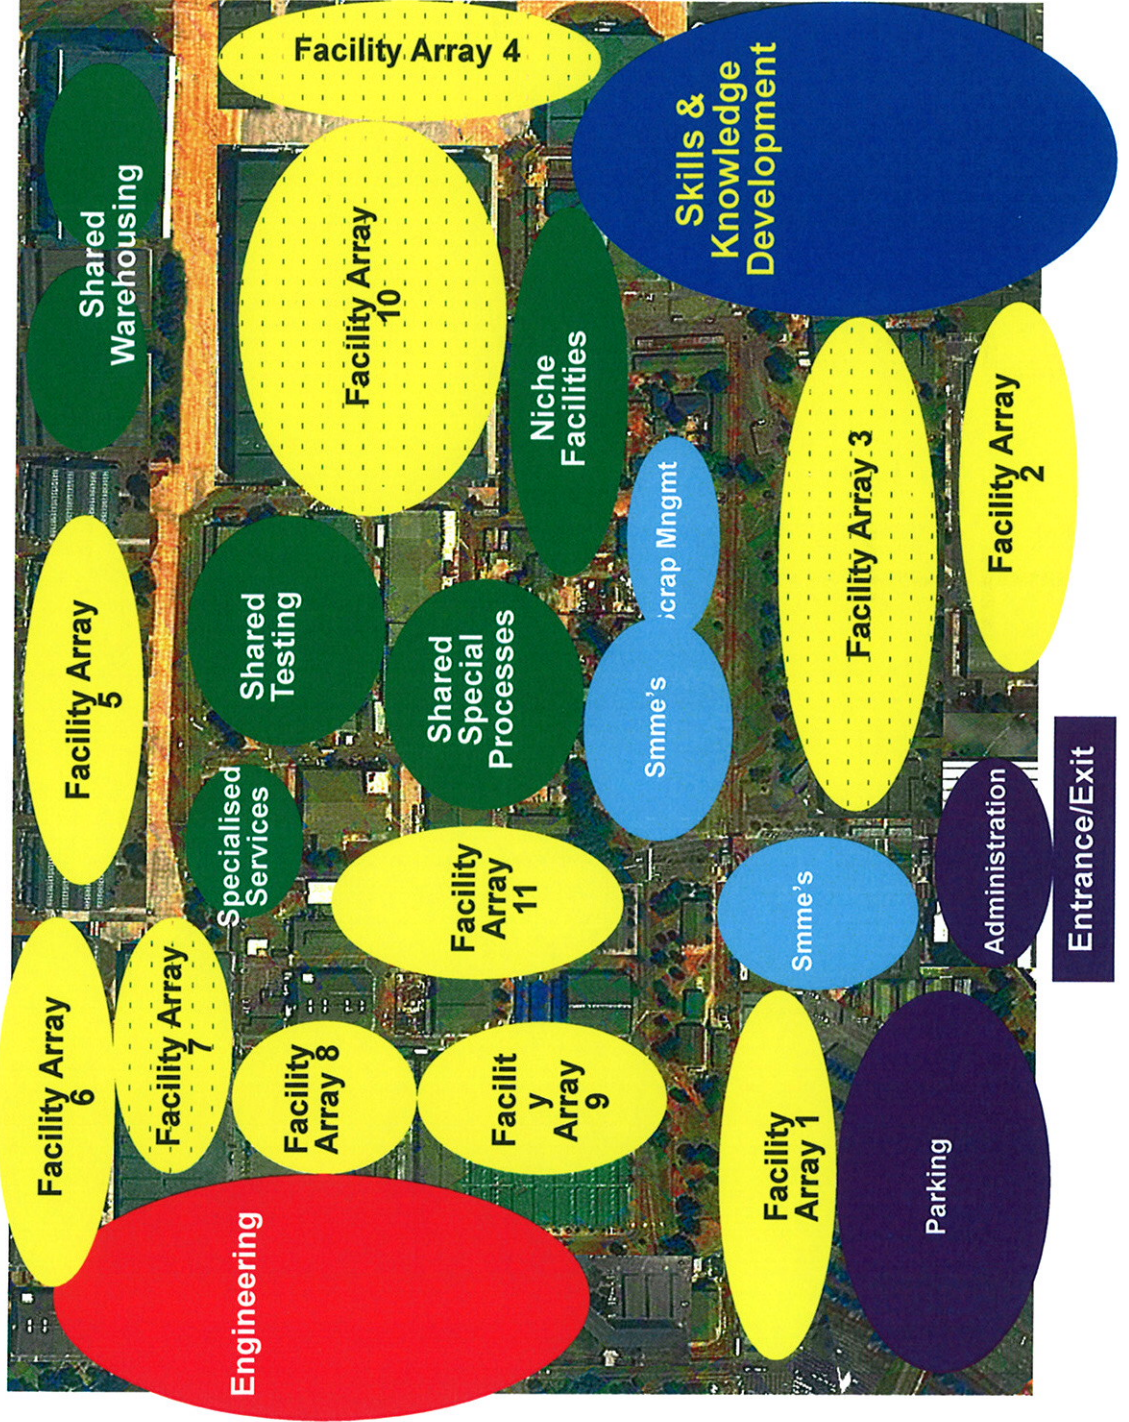 Facility Array 4
Shared
Warehousing
Skills &
Knowledge
Development
Facility Array
10
Niche
Facilities
Facility Array
2
Facility Array 3
crap Mngmt
Facility Array
5
Shared
Testing
Shared
Special
Processes
Smme's
Specialised
Services
Facility
Array
11
Smme's
Administration
Entrance/Exit
Facility Array
6
Facility Array
7
Facility
Array 8
Facilit
y
Array
9
Facility
Array 1
Parking
Engineering